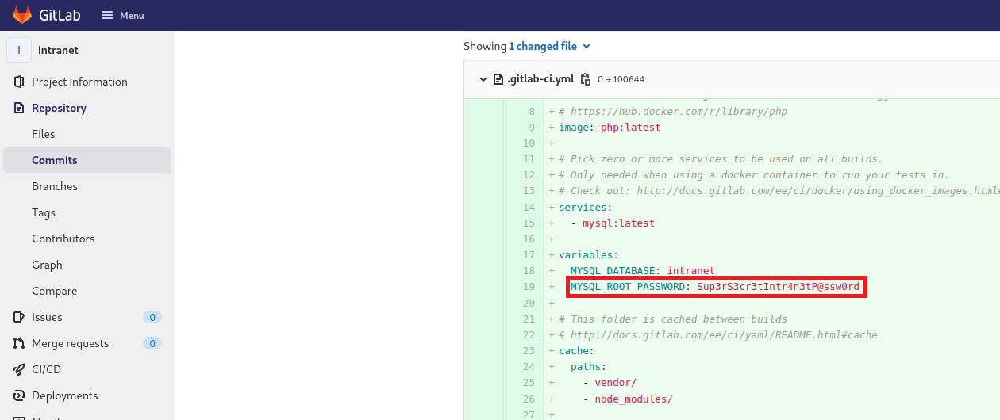 GitLab Menu
I intranet
Project information
Repository
Files
Commits
Branches
Tags
Contributors
Graph
Compare
Issues 0
Merge requests 0
CI/CD
Deployments
Showing 1 changed file
.gitlab-ci.yml 0 → 100644
8 + # https://hub.docker.com/r/library/php
9 + image: php:latest
10 +
11 + # Pick zero or more services to be used on all builds.
12 + # Only needed when using a docker container to run your tests in.
13 + # Check out: http://docs.gitlab.com/ee/ci/docker/using_docker_images.html#
14 + services:
15 + - mysql:latest
16 +
17 + variables:
18 + MYSQL_DATABASE: intranet
19 + MYSQL_ROOT_PASSWORD: Sup3rS3cr3tIntr4n3tP@ssw0rd
20 +
21 + # This folder is cached between builds
22 + # http://docs.gitlab.com/ee/ci/yaml/README.html#cache
23 + cache:
24 + paths:
25 + - vendor/
26 + - node_modules/
27 +